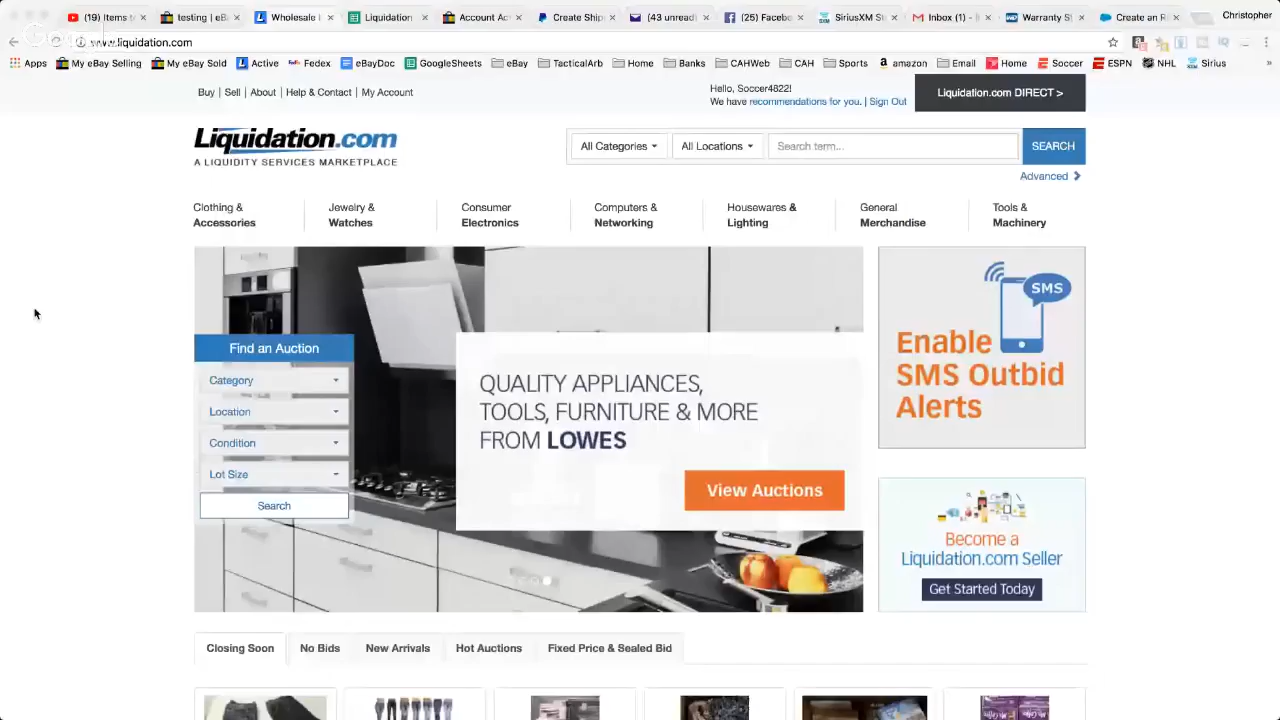 (19) testin testing | eB Wholesale Liquidation Account Ac Create Ship (43 unread (25) Facebo SiriusXM S Inbox (1) - Warranty S Create an R Christopher
www.liquidation.com
Apps My eBay Selling My eBay Sold Active Fedex eBayDoc GoogleSheets eBay TacticalArb Home Banks CAHWeb CAH Sports amazon Email Home Soccer ESPN NHL Sirius »
Buy | Sell | About | Help & Contact | My Account
Hello, Soccer4822!
We have recommendations for you. | Sign Out
Liquidation.com DIRECT >
Liquidation.com
A LIQUIDITY SERVICES MARKETPLACE
All Categories All Locations Search term... SEARCH
Advanced
Clothing &
Accessories
Jewelry &
Watches
Consumer
Electronics
Computers &
Networking
Housewares &
Lighting
General
Merchandise
Tools &
Machinery
Find an Auction
Category
Location
Condition
Lot Size
Search
QUALITY APPLIANCES,
TOOLS, FURNITURE & MORE
FROM LOWES
View Auctions
SMS
Enable
SMS Outbid
Alerts
Become a
Liquidation.com Seller
Get Started Today
Closing Soon No Bids New Arrivals Hot Auctions Fixed Price & Sealed Bid